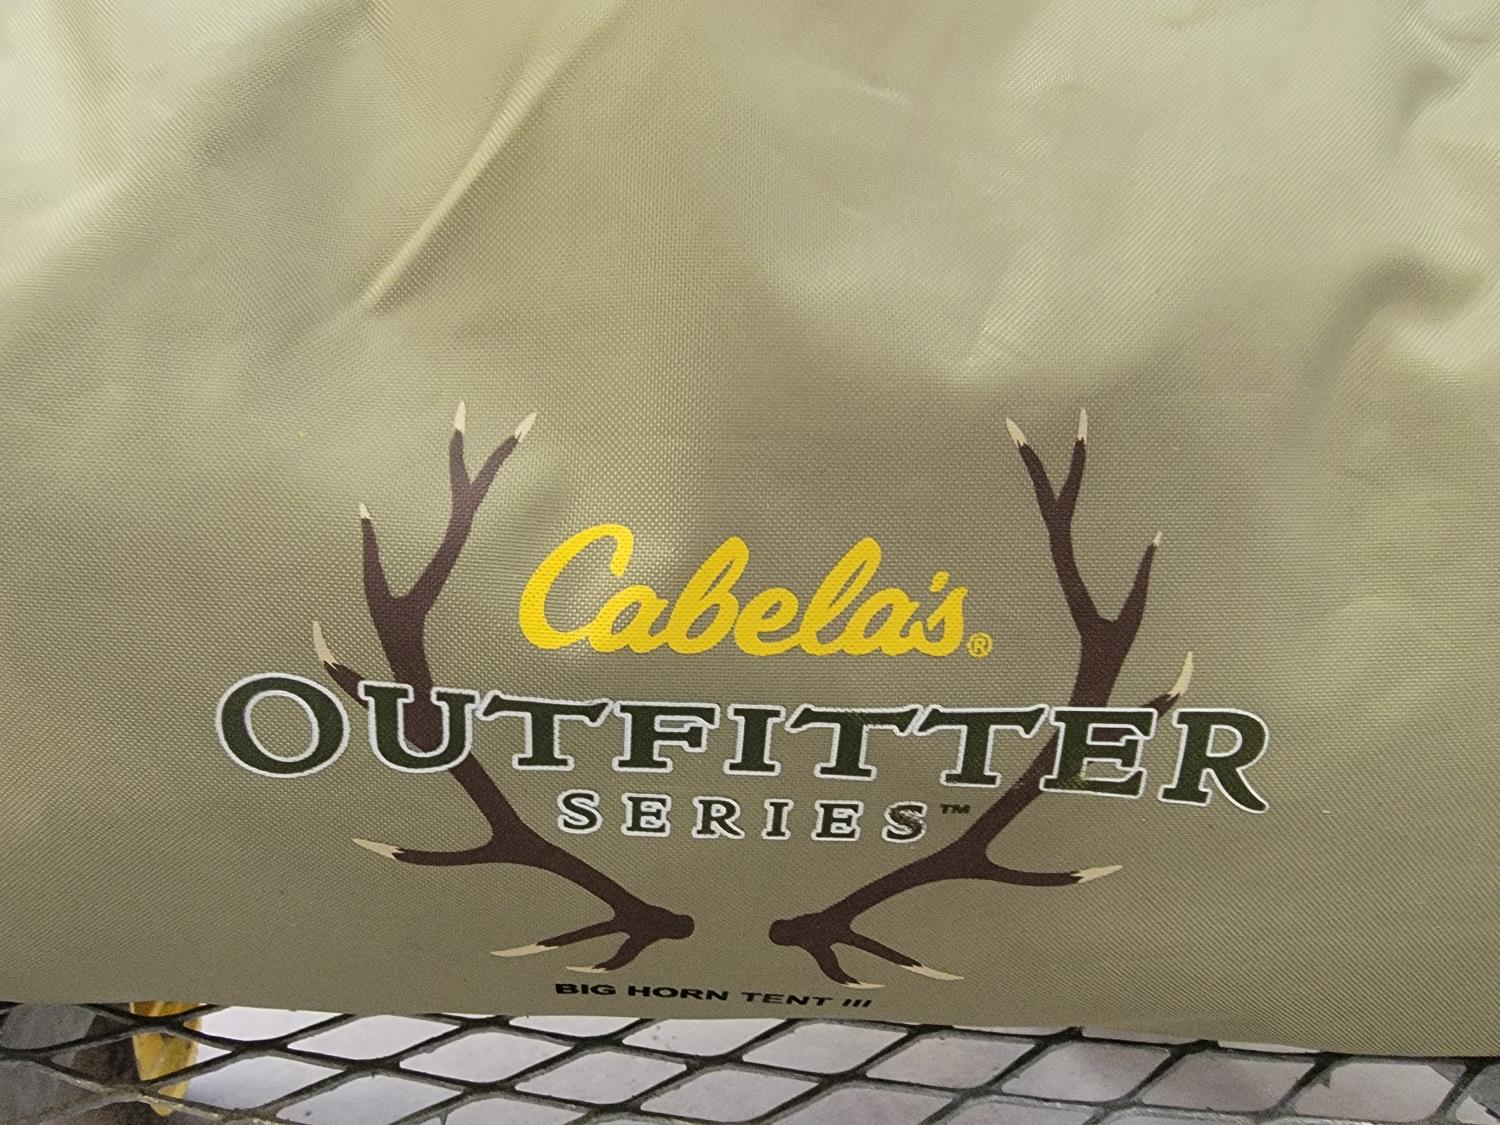 Cabela's®
OUTFITTER
SERIES™
BIG HORN TENT III